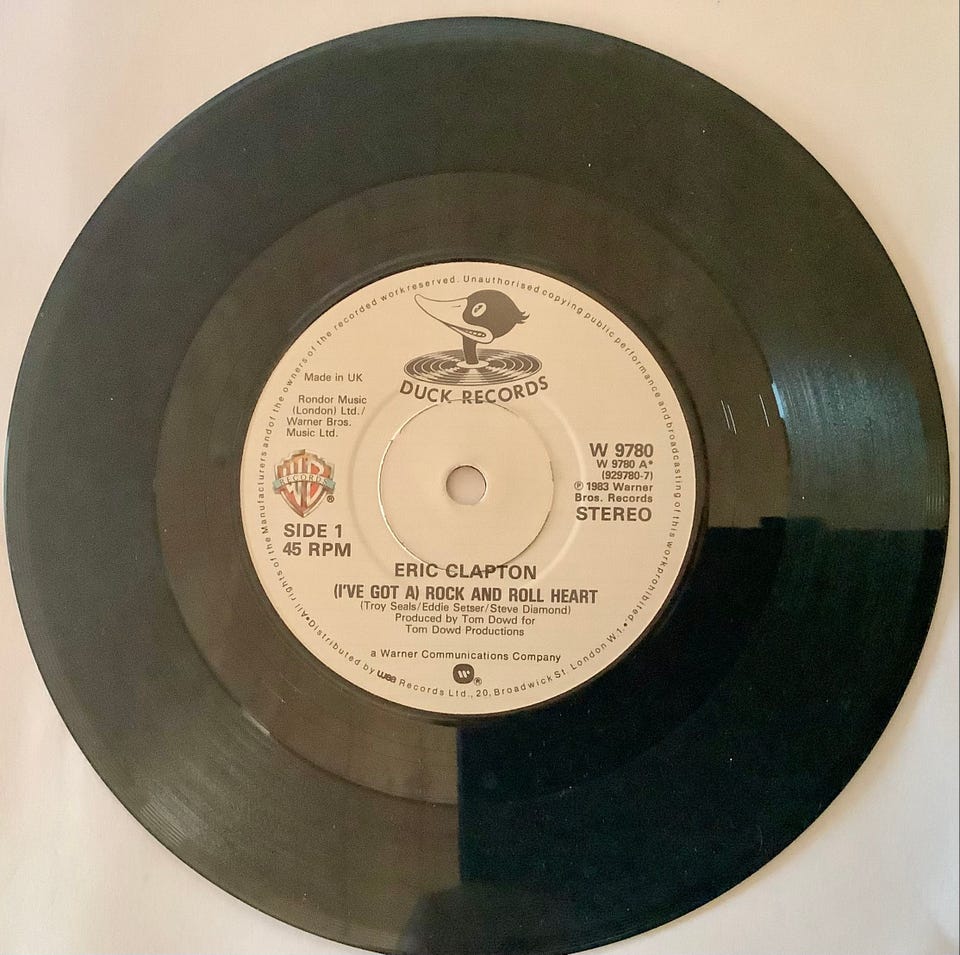 All rights of the Manufacturers and of the owners of the recorded work reserved. Unauthorised copying public performance and broadcasting of this work prohibited.
DUCK RECORDS
Made in UK
Rondor Music
(London) Ltd./
Warner Bros.
Music Ltd.
WB
RECORDS
®
SIDE 1
45 RPM
W 9780
W 9780 A*
(929780-7)
℗ 1983 Warner
Bros. Records
STEREO
ERIC CLAPTON
(I'VE GOT A) ROCK AND ROLL HEART
(Troy Seals/Eddie Setser/Steve Diamond)
Produced by Tom Dowd for
Tom Dowd Productions
a Warner Communications Company
®
•Distributed by wea Records Ltd., 20, Broadwick St. London W1.•